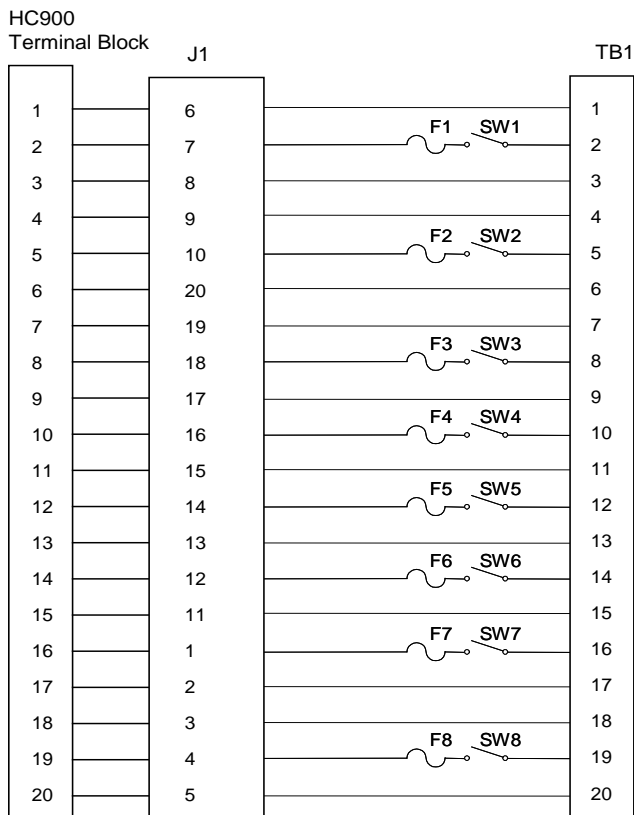 HC900
Terminal Block
J1
TB1
1 6 1
F1 SW1
2 7 2
3 8 3
4 9 4
F2 SW2
5 10 5
6 20 6
7 19 7
F3 SW3
8 18 8
9 17 9
F4 SW4
10 16 10
11 15 11
F5 SW5
12 14 12
13 13 13
F6 SW6
14 12 14
15 11 15
F7 SW7
16 1 16
17 2 17
18 3 18
F8 SW8
19 4 19
20 5 20